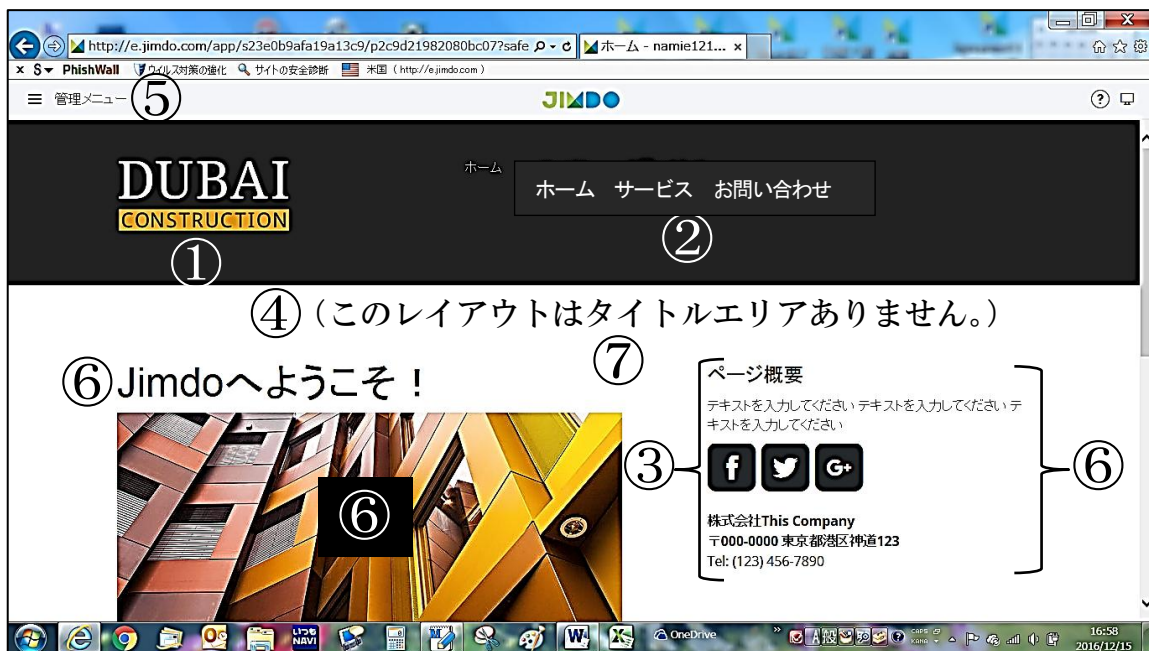 http://e.jimdo.com/app/s23e0b9afa19a13c9/p2c9d21982080bc07?safe
ホーム - namie121...
x S PhishWall ウイルス対策の強化 サイトの安全診断 米国 ( http://e.jimdo.com )
管理メニュー
⑤
JIMDO
?
DUBAI
CONSTRUCTION
①
ホーム
ホーム サービス お問い合わせ
②
④(このレイアウトはタイトルエリアありません。)
⑦
⑥Jimdoへようこそ!
⑥
ページ概要
テキストを入力してください テキストを入力してください テ
キストを入力してください
③
f G+
⑥
株式会社This Company
〒000-0000 東京都港区神道123
Tel: (123) 456-7890
いつも
NAVI
W
OneDrive
A 般
CAPS
KANA
16:58
2016/12/15